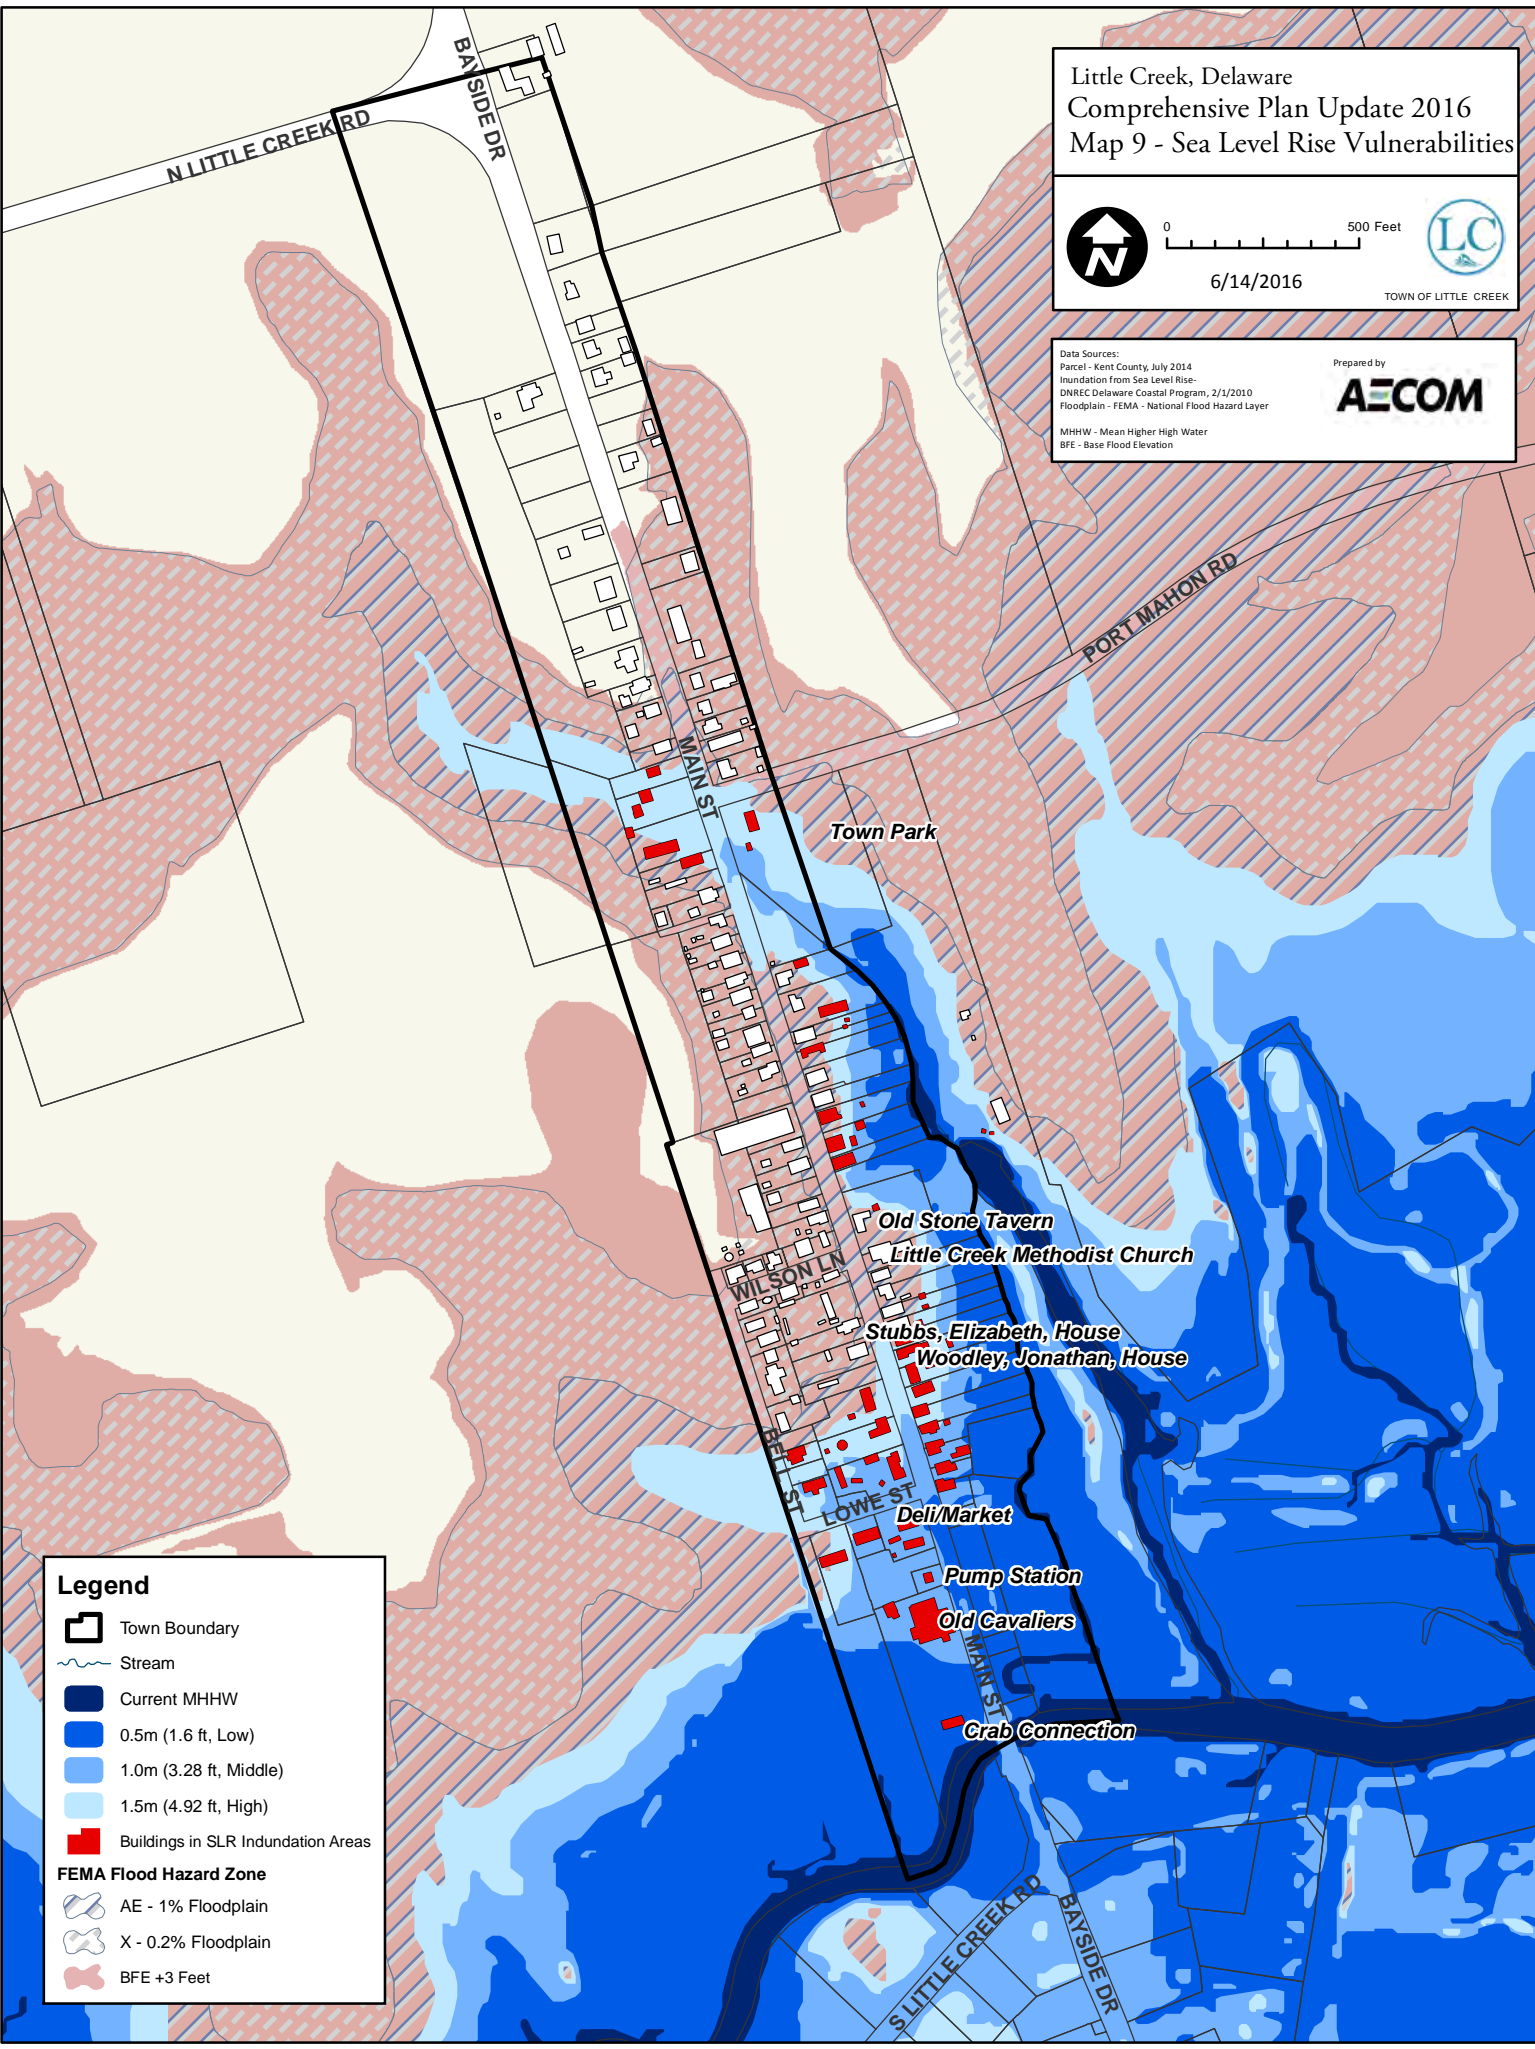 Little Creek, Delaware
Comprehensive Plan Update 2016
Map 9 - Sea Level Rise Vulnerabilities
N
0
500 Feet
6/14/2016
LC
TOWN OF LITTLE CREEK
Data Sources:
Parcel - Kent County, July 2014
Inundation from Sea Level Rise-
DNREC Delaware Coastal Program, 2/1/2010
Floodplain - FEMA - National Flood Hazard Layer
MHHW - Mean Higher High Water
BFE - Base Flood Elevation
Prepared by
AECOM
BAYSIDE DR
N LITTLE CREEK RD
PORT MAHON RD
MAIN ST
Town Park
Old Stone Tavern
Little Creek Methodist Church
WILSON LN
Stubbs, Elizabeth, House
Woodley, Jonathan, House
BELL ST
LOWE ST
Deli/Market
Pump Station
Old Cavaliers
MAIN ST
Crab Connection
S LITTLE CREEK RD
BAYSIDE DR
Legend
Town Boundary
Stream
Current MHHW
0.5m (1.6 ft, Low)
1.0m (3.28 ft, Middle)
1.5m (4.92 ft, High)
Buildings in SLR Indundation Areas
FEMA Flood Hazard Zone
AE - 1% Floodplain
X - 0.2% Floodplain
BFE +3 Feet